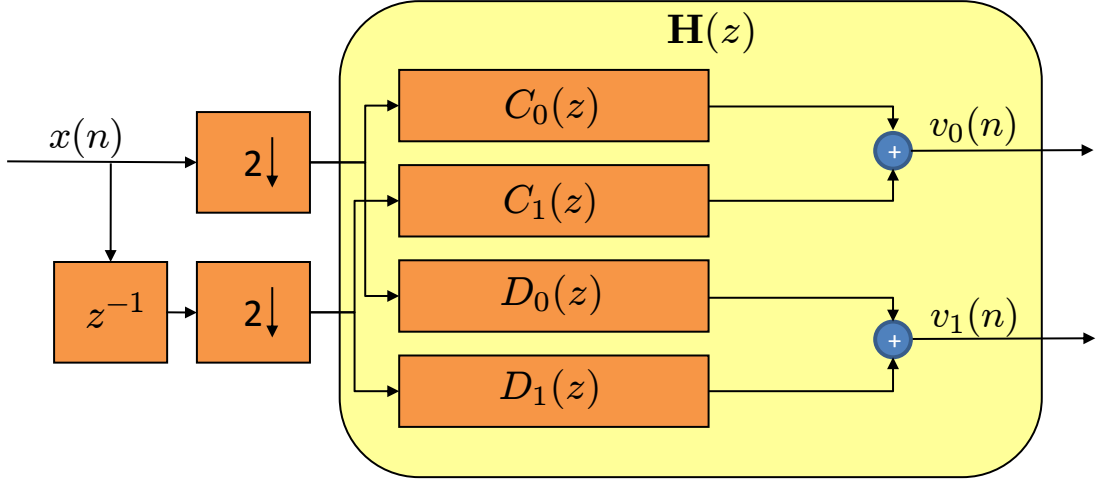 H(z)
C₀(z)
x(n)
2↓
v₀(n)
+
C₁(z)
z⁻¹
2↓
D₀(z)
v₁(n)
+
D₁(z)